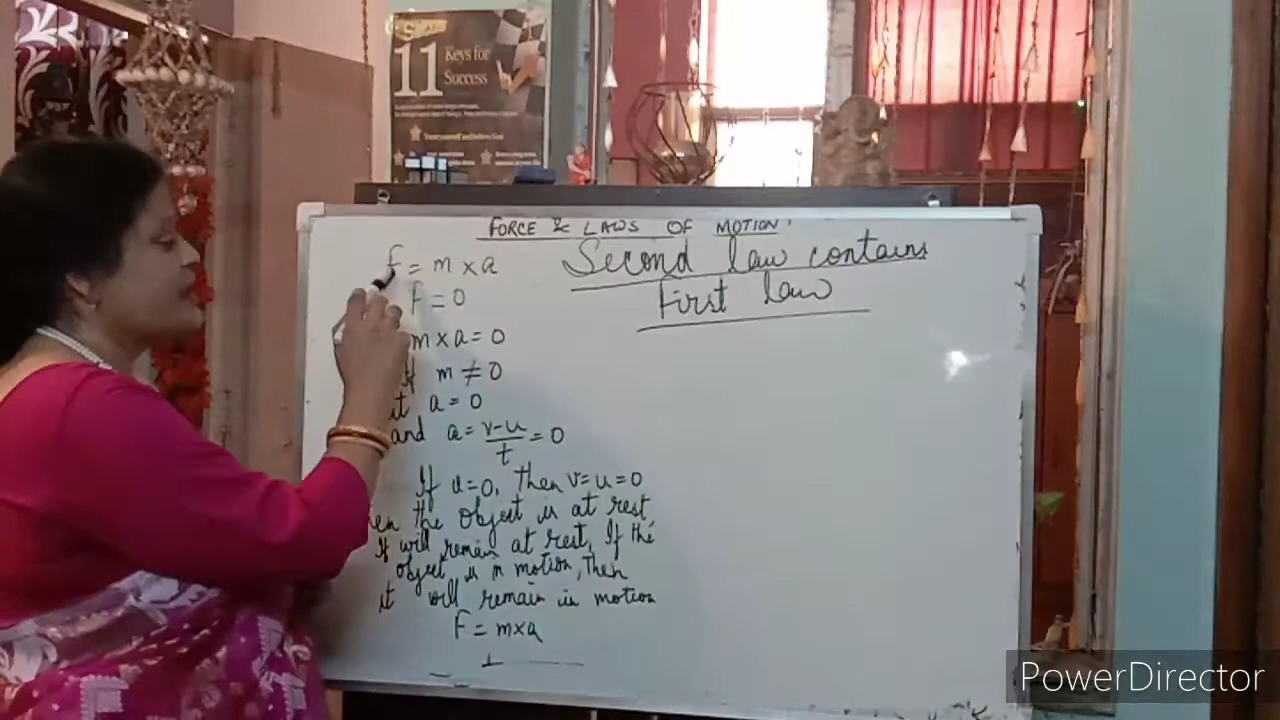 11
Keys for
Success
FORCE & LAWS OF MOTION
Second law contains
First law
F = m × a
F = 0
m × a = 0
If m ≠ 0
a = 0
and a = v-u/t = 0
If u=0, Then v=u=0
the object is at rest,
It will remain at rest, If the
object is in motion, Then
it will remain in motion
F = m×a
PowerDirector